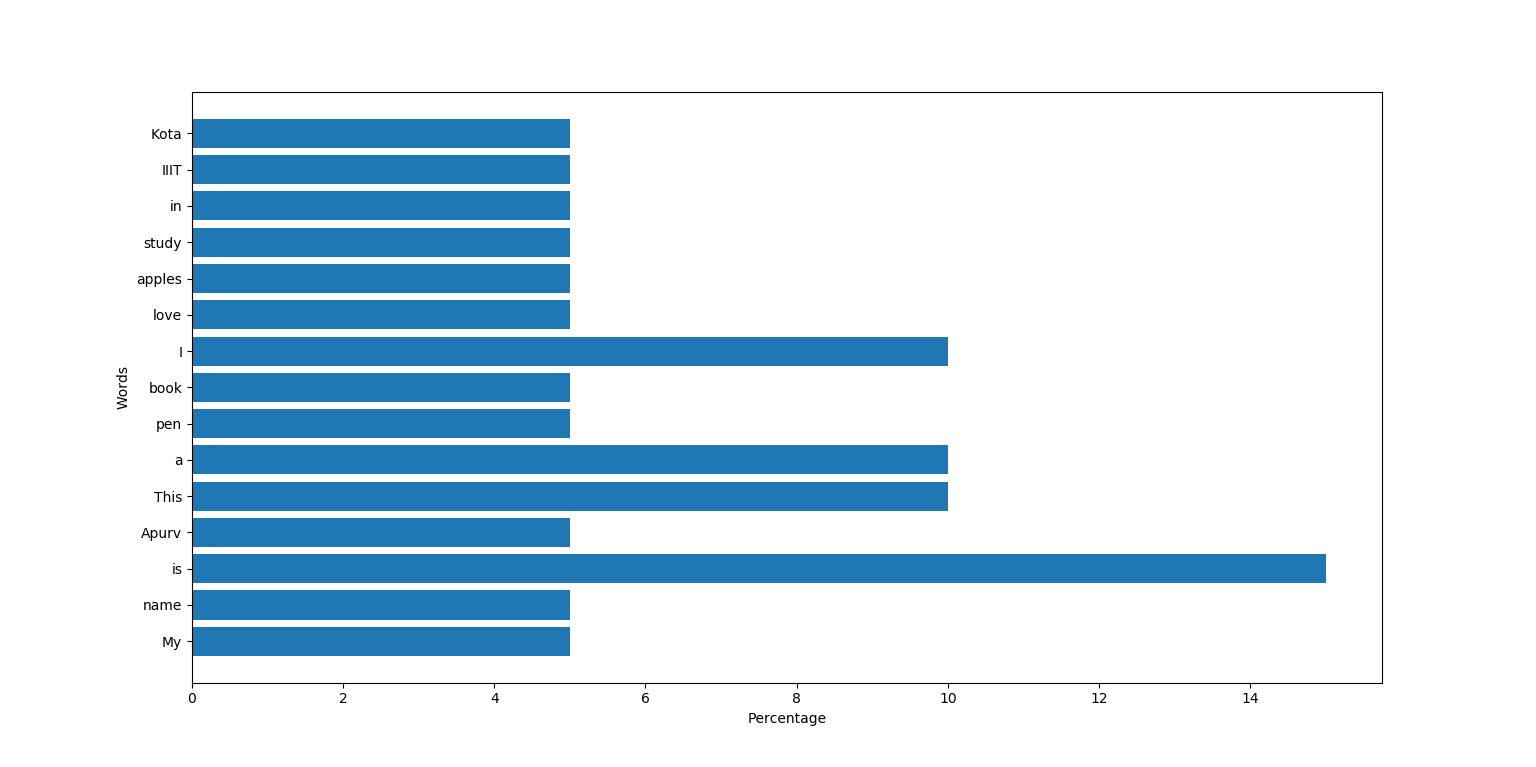 Kota
IIIT
in
study
apples
love
I
book
pen
a
This
Apurv
is
name
My
Words
0 2 4 6 8 10 12 14
Percentage